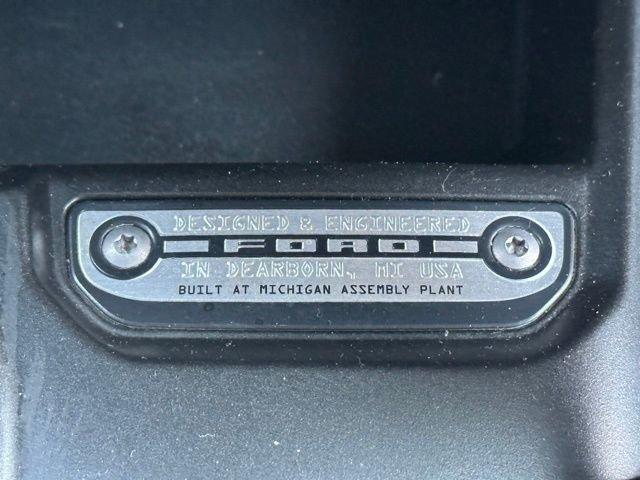 DESIGNED & ENGINEERED
FORD
IN DEARBORN, MI USA
BUILT AT MICHIGAN ASSEMBLY PLANT